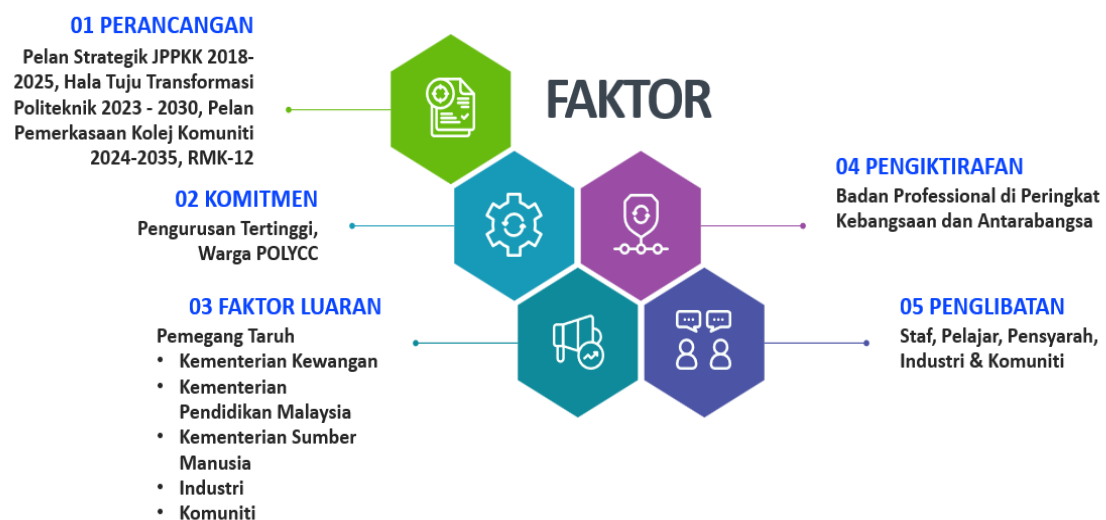 FAKTOR
01 PERANCANGAN
Pelan Strategik JPPKK 2018-
2025, Hala Tuju Transformasi
Politeknik 2023 - 2030, Pelan
Pemerkasaan Kolej Komuniti
2024-2035, RMK-12
02 KOMITMEN
Pengurusan Tertinggi,
Warga POLYCC
03 FAKTOR LUARAN
Pemegang Taruh
• Kementerian Kewangan
• Kementerian
Pendidikan Malaysia
• Kementerian Sumber
Manusia
• Industri
• Komuniti
04 PENGIKTIRAFAN
Badan Professional di Peringkat
Kebangsaan dan Antarabangsa
05 PENGLIBATAN
Staf, Pelajar, Pensyarah,
Industri & Komuniti